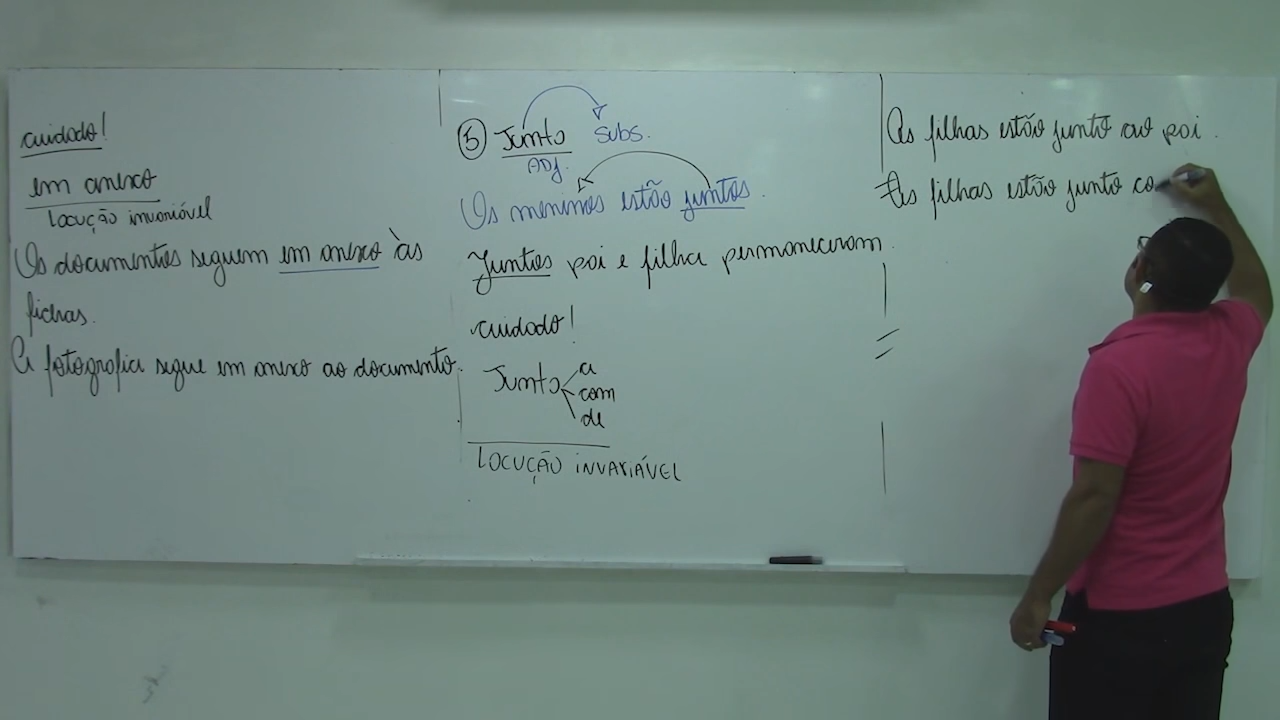 cuidado!
em anexo
Locução invariável
Os documentos seguem em anexo às
fichas.
A fotografia segue em anexo ao documento.
5 Junto subs.
ADJ.
Os meninos estão juntos.
Juntos pai e filha permaneceram.
cuidado!
Junto a
com
de
LOCUÇÃO INVARIÁVEL
As filhas estão junto ao pai.
As filhas estão junto co